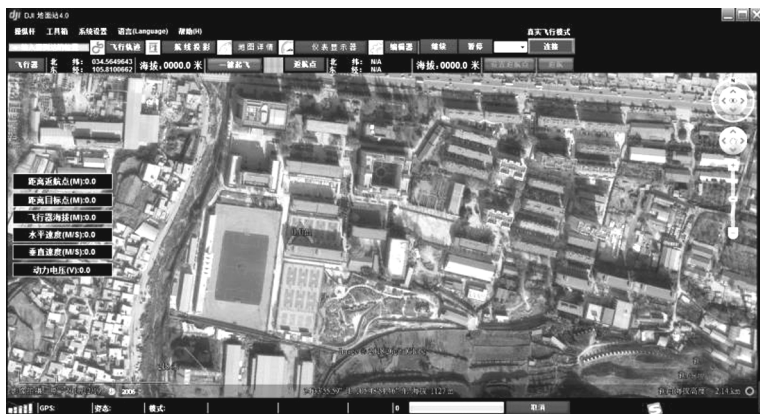 DJI 地面站4.0
操纵杆 工具箱 系统设置 语言(Language) 帮助(H)
真实飞行模式
飞行轨迹 航线投影 地图详情 仪表显示器 编辑器 继续 暂停 连接
飞行器 北 纬: 034.5649643 海拔,0000.0 米 一键起飞 返航点 北 纬: N/A 海拔,0000.0 米
东 经: 105.8100662 东 经: N/A
距离返航点(M):0.0
距离目标点(M):0.0
飞行器海拔(M):0.0
水平速度(M/S):0.0
垂直速度(M/S):0.0
动力电压(V):0.0
2006
2.14 km
GPS: 姿态: 模式: 0 取消